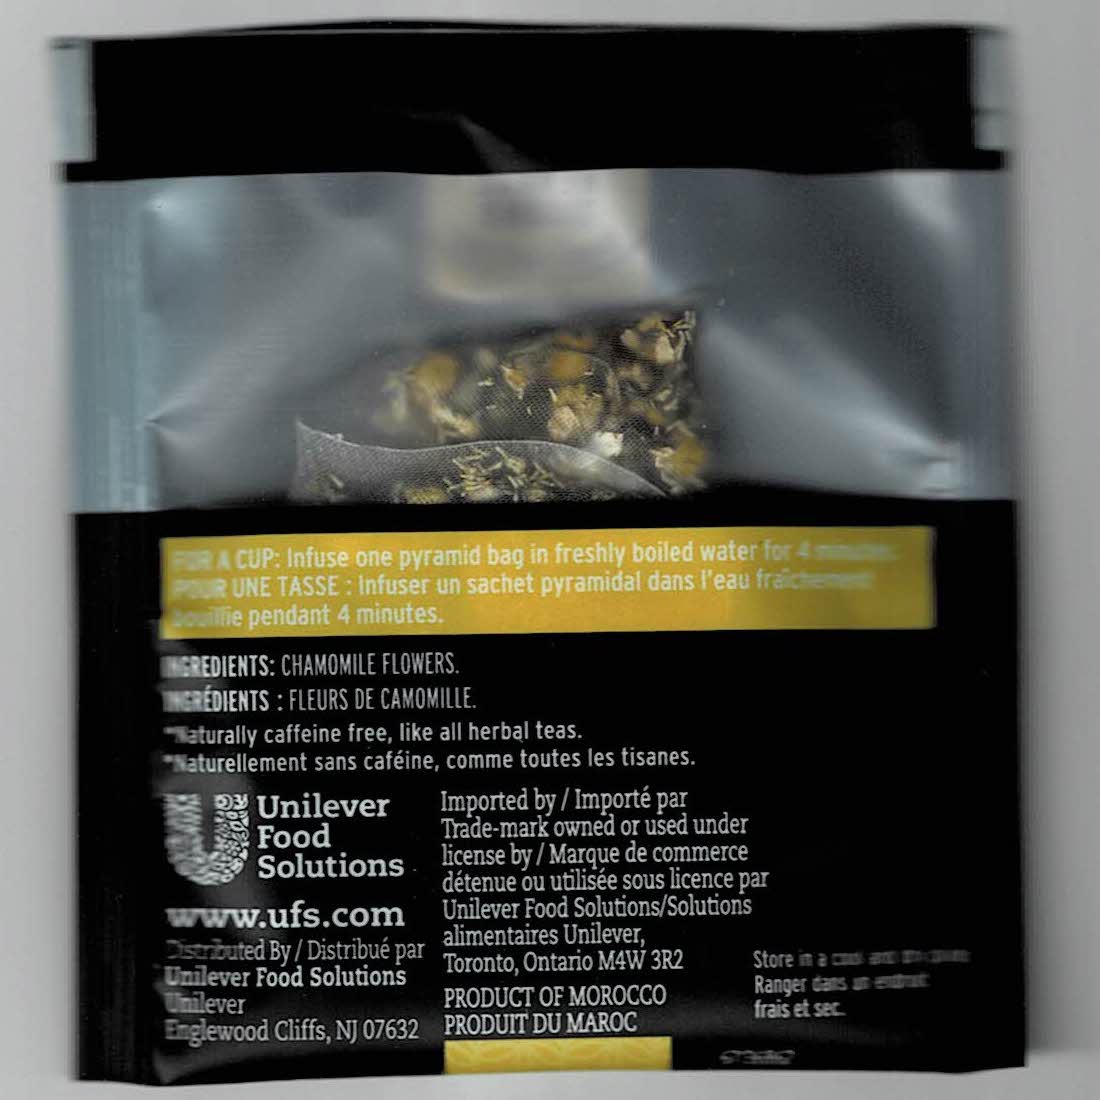 FOR A CUP: Infuse one pyramid bag in freshly boiled water for 4 minutes.
POUR UNE TASSE : Infuser un sachet pyramidal dans l'eau fraîchement
bouillie pendant 4 minutes.
INGREDIENTS: CHAMOMILE FLOWERS.
INGRÉDIENTS : FLEURS DE CAMOMILLE.
*Naturally caffeine free, like all herbal teas.
*Naturellement sans caféine, comme toutes les tisanes.
Unilever
Food
Solutions
www.ufs.com
Distributed By / Distribué par
Unilever Food Solutions
Unilever
Englewood Cliffs, NJ 07632
Imported by / Importé par
Trade-mark owned or used under
license by / Marque de commerce
détenue ou utilisée sous licence par
Unilever Food Solutions/Solutions
alimentaires Unilever,
Toronto, Ontario M4W 3R2
PRODUCT OF MOROCCO
PRODUIT DU MAROC
Store in a cool and dry
Ranger dans un endroit
frais et sec.